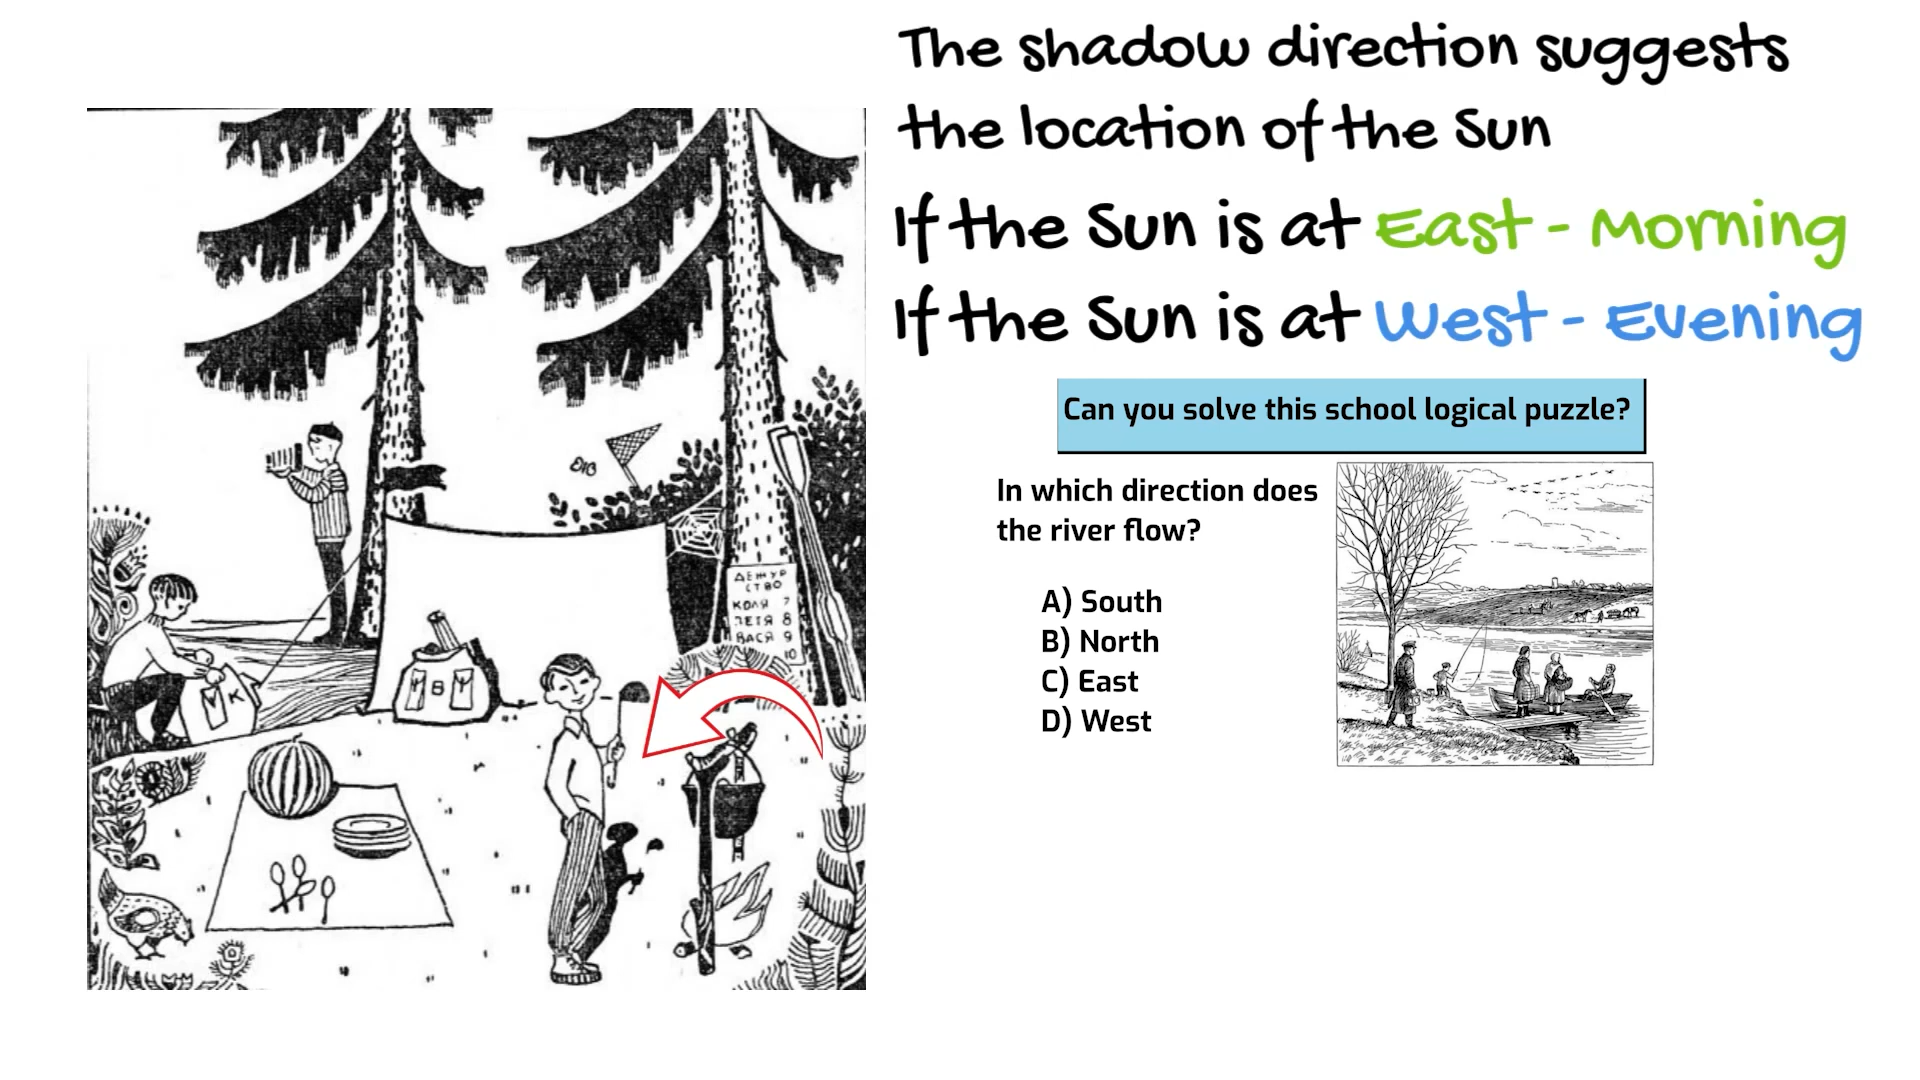 The shadow direction suggests
the location of the Sun
If the Sun is at East - Morning
If the Sun is at West - Evening
Can you solve this school logical puzzle?
In which direction does
the river flow?
A) South
B) North
C) East
D) West
ДЕЖУР
СТВО
КОЛЯ 7
ПЕТЯ 8
ВАСЯ 9
10
К
В